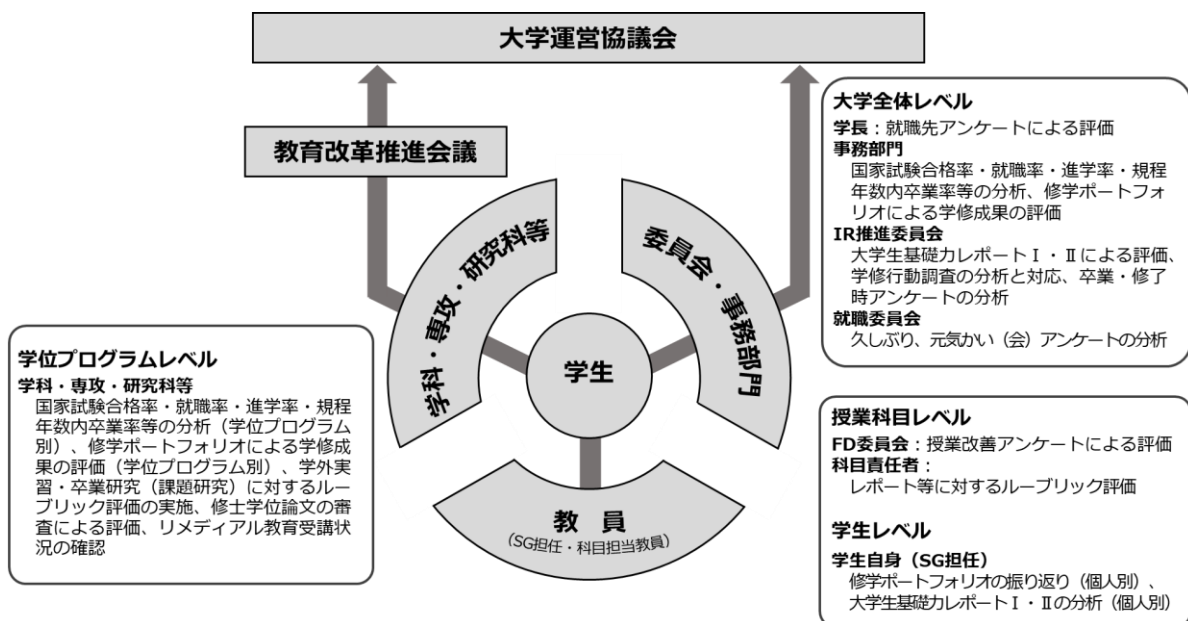 大学運営協議会
教育改革推進会議
学科・専攻・研究科等
委員会・事務部門
学生
教　員
(SG担任・科目担当教員)
学位プログラムレベル
学科・専攻・研究科等
国家試験合格率・就職率・進学率・規程
年数内卒業率等の分析（学位プログラム
別）、修学ポートフォリオによる学修成
果の評価（学位プログラム別）、学外実
習・卒業研究（課題研究）に対するルー
ブリック評価の実施、修士学位論文の審
査による評価、リメディアル教育受講状
況の確認
大学全体レベル
学長：就職先アンケートによる評価
事務部門
国家試験合格率・就職率・進学率・規程
年数内卒業率等の分析、修学ポートフォ
リオによる学修成果の評価
IR推進委員会
大学生基礎力レポートⅠ・Ⅱによる評価、
学修行動調査の分析と対応、卒業・修了
時アンケートの分析
就職委員会
久しぶり、元気かい（会）アンケートの分析
授業科目レベル
FD委員会：授業改善アンケートによる評価
科目責任者：
レポート等に対するルーブリック評価
学生レベル
学生自身（SG担任）
修学ポートフォリオの振り返り（個人別）、
大学生基礎力レポートⅠ・Ⅱの分析（個人別）